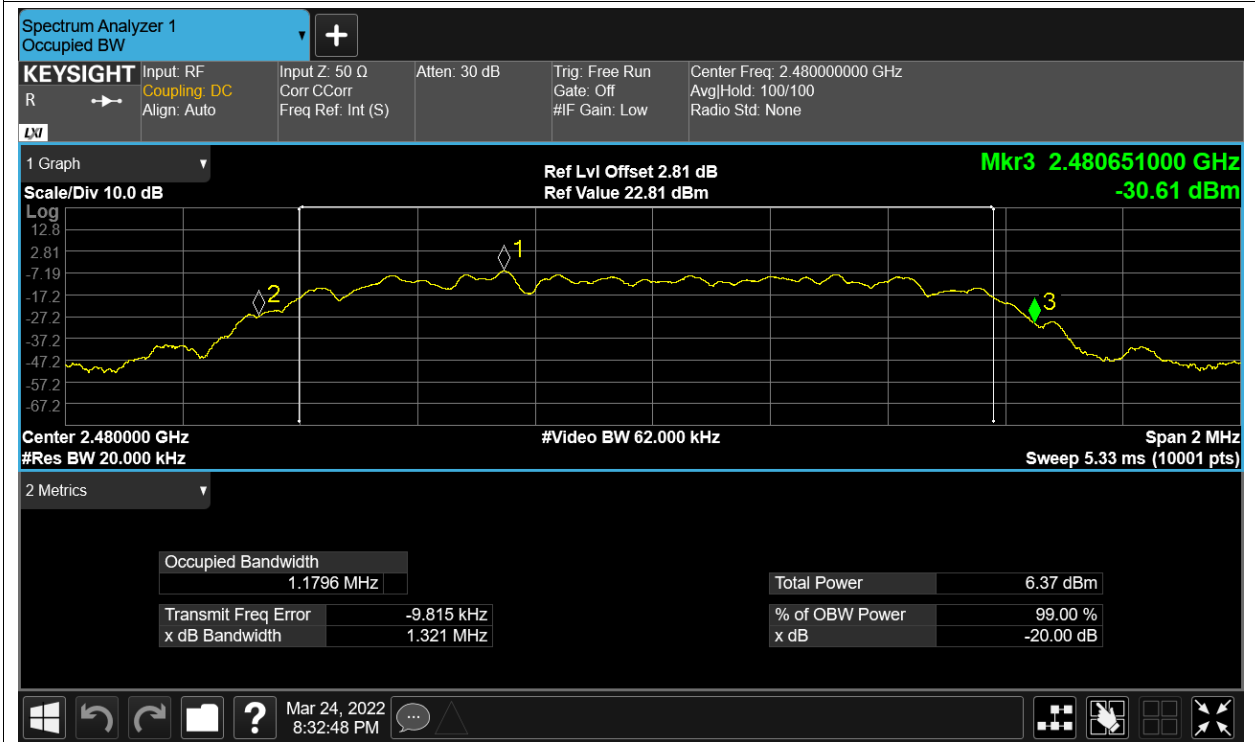 Spectrum Analyzer 1
Occupied BW
KEYSIGHT
R
LXI
Input: RF
Coupling: DC
Align: Auto
Input Z: 50 Ω
Corr CCorr
Freq Ref: Int (S)
Atten: 30 dB
Trig: Free Run
Gate: Off
#IF Gain: Low
Center Freq: 2.480000000 GHz
Avg|Hold: 100/100
Radio Std: None
1 Graph
Scale/Div 10.0 dB
Ref Lvl Offset 2.81 dB
Ref Value 22.81 dBm
Mkr3 2.480651000 GHz
-30.61 dBm
Log
12.8
2.81
-7.19
-17.2
-27.2
-37.2
-47.2
-57.2
-67.2
1
2
3
Center 2.480000 GHz
#Res BW 20.000 kHz
#Video BW 62.000 kHz
Span 2 MHz
Sweep 5.33 ms (10001 pts)
2 Metrics
Occupied Bandwidth
1.1796 MHz
Transmit Freq Error -9.815 kHz
x dB Bandwidth 1.321 MHz
Total Power 6.37 dBm
% of OBW Power 99.00 %
x dB -20.00 dB
?
Mar 24, 2022
8:32:48 PM